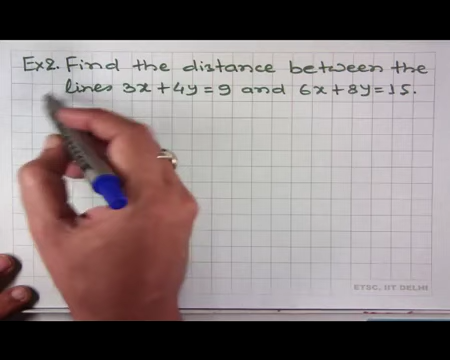 Ex2. Find the distance between the
lines 3x+4y=9 and 6x+8y=15.
ETSC, IIT DELHI